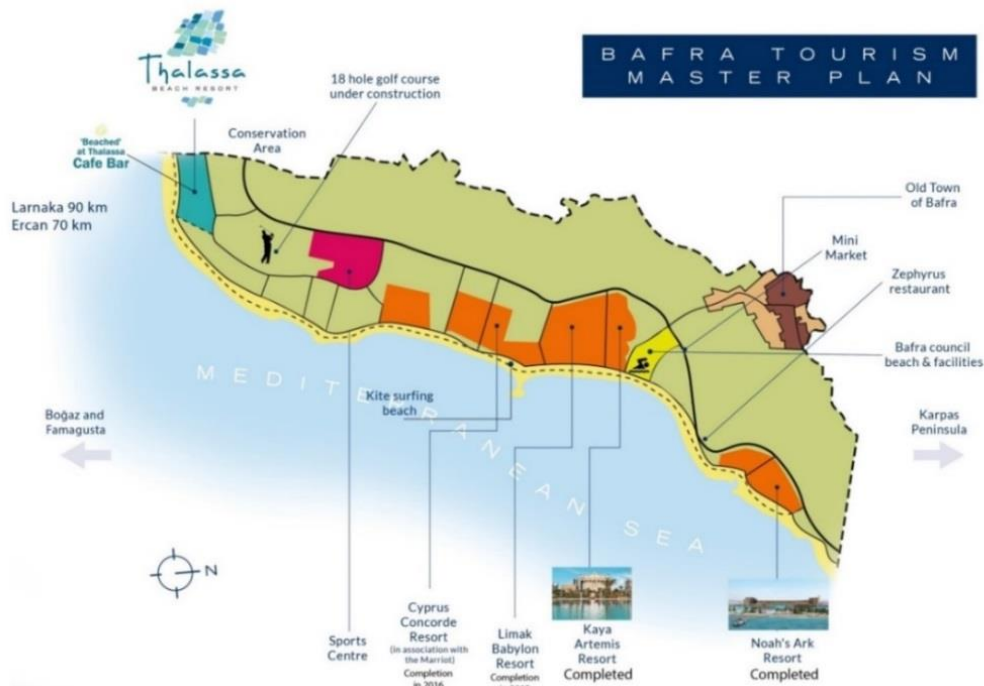 BAFRA TOURISM
MASTER PLAN
Thalassa
BEACH RESORT
18 hole golf course
under construction
'Beached'
at Thalassa
Cafe Bar
Conservation
Area
Larnaka 90 km
Ercan 70 km
Old Town
of Bafra
Mini
Market
Zephyrus
restaurant
Bafra council
beach & facilities
MEDITERRANEAN SEA
Kite surfing
beach
Boğaz and
Famagusta
Karpas
Peninsula
N
Sports
Centre
Cyprus
Concorde
Resort
(in association with
the Marriot)
Completion
in 2016
Limak
Babylon
Resort
Completion
Kaya
Artemis
Resort
Completed
Noah's Ark
Resort
Completed